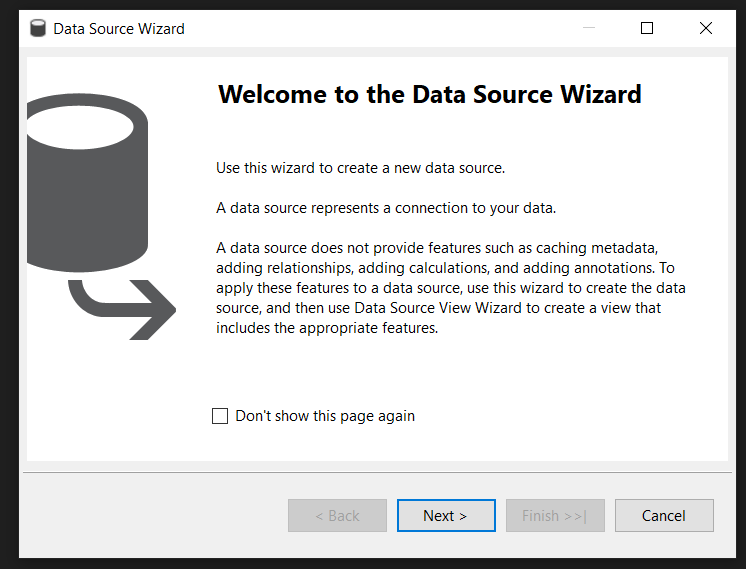 Data Source Wizard
Welcome to the Data Source Wizard
Use this wizard to create a new data source.
A data source represents a connection to your data.
A data source does not provide features such as caching metadata,
adding relationships, adding calculations, and adding annotations. To
apply these features to a data source, use this wizard to create the data
source, and then use Data Source View Wizard to create a view that
includes the appropriate features.
Don't show this page again
< Back
Next >
Finish >>|
Cancel